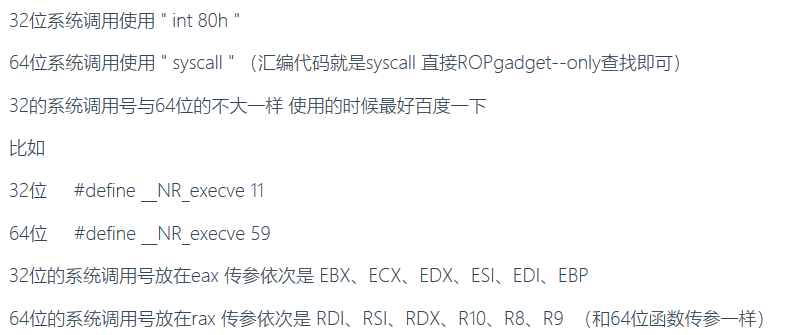 32位系统调用使用 " int 80h "
64位系统调用使用 " syscall " （汇编代码就是syscall 直接ROPgadget--only查找即可）
32的系统调用号与64位的不大一样 使用的时候最好百度一下
比如
32位 #define __NR_execve 11
64位 #define __NR_execve 59
32位的系统调用号放在eax 传参依次是 EBX、ECX、EDX、ESI、EDI、EBP
64位的系统调用号放在rax 传参依次是 RDI、RSI、RDX、R10、R8、R9 （和64位函数传参一样）